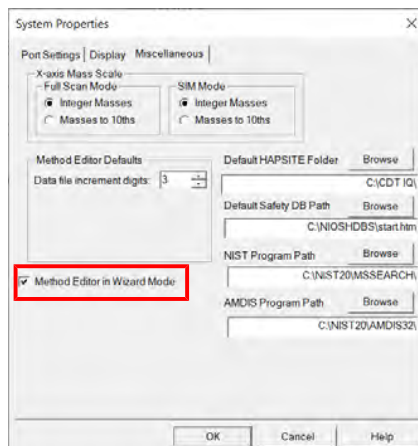 System Properties
Port Settings Display Miscellaneous
X-axis Mass Scale
Full Scan Mode
Integer Masses
Masses to 10ths
SIM Mode
Integer Masses
Masses to 10ths
Method Editor Defaults
Data file increment digits: 3
Method Editor in Wizard Mode
Default HAPSITE Folder Browse
C:\CDT IQ\
Default Safety DB Path Browse
C:\NIOSHDBS\start.htm
NIST Program Path Browse
C:\NIST20\MSSEARCH\
AMDIS Program Path Browse
C:\NIST20\AMDIS32\
OK Cancel Help